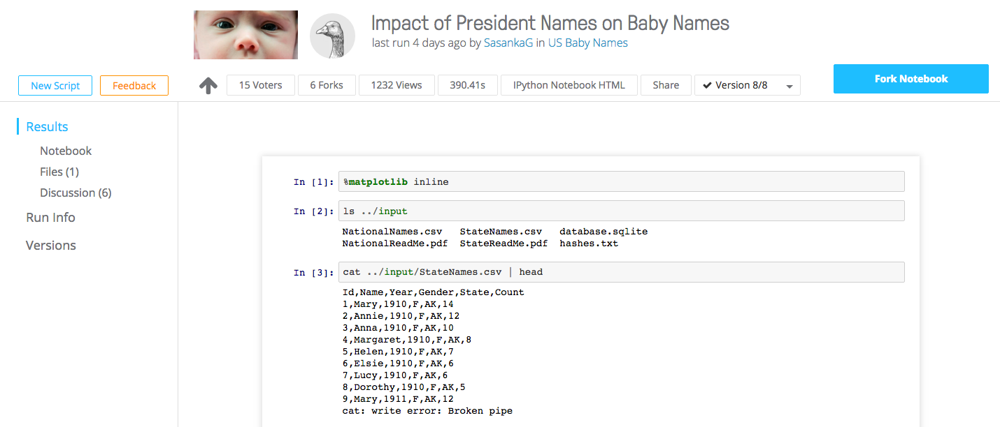 Impact of President Names on Baby Names
last run 4 days ago by SasankaG in US Baby Names
New Script
Feedback
15 Voters
6 Forks
1232 Views
390.41s
IPython Notebook HTML
Share
✔ Version 8/8
Fork Notebook
Results
Notebook
Files (1)
Discussion (6)
Run Info
Versions
In [1]: %matplotlib inline
In [2]: ls ../input
NationalNames.csv   StateNames.csv   database.sqlite
NationalReadMe.pdf  StateReadMe.pdf  hashes.txt
In [3]: cat ../input/StateNames.csv | head
Id,Name,Year,Gender,State,Count
1,Mary,1910,F,AK,14
2,Annie,1910,F,AK,12
3,Anna,1910,F,AK,10
4,Margaret,1910,F,AK,8
5,Helen,1910,F,AK,7
6,Elsie,1910,F,AK,6
7,Lucy,1910,F,AK,6
8,Dorothy,1910,F,AK,5
9,Mary,1911,F,AK,12
cat: write error: Broken pipe